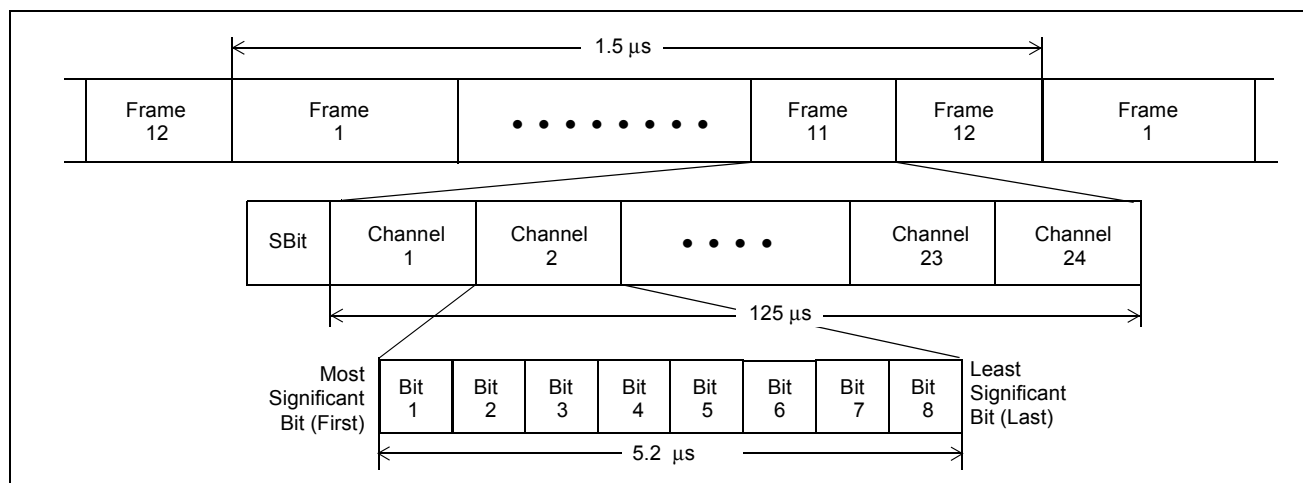 1.5 μs
Frame 12
Frame 1
Frame 11
Frame 12
Frame 1
SBit
Channel 1
Channel 2
Channel 23
Channel 24
125 μs
Most Significant Bit (First)
Bit 1
Bit 2
Bit 3
Bit 4
Bit 5
Bit 6
Bit 7
Bit 8
Least Significant Bit (Last)
5.2 μs